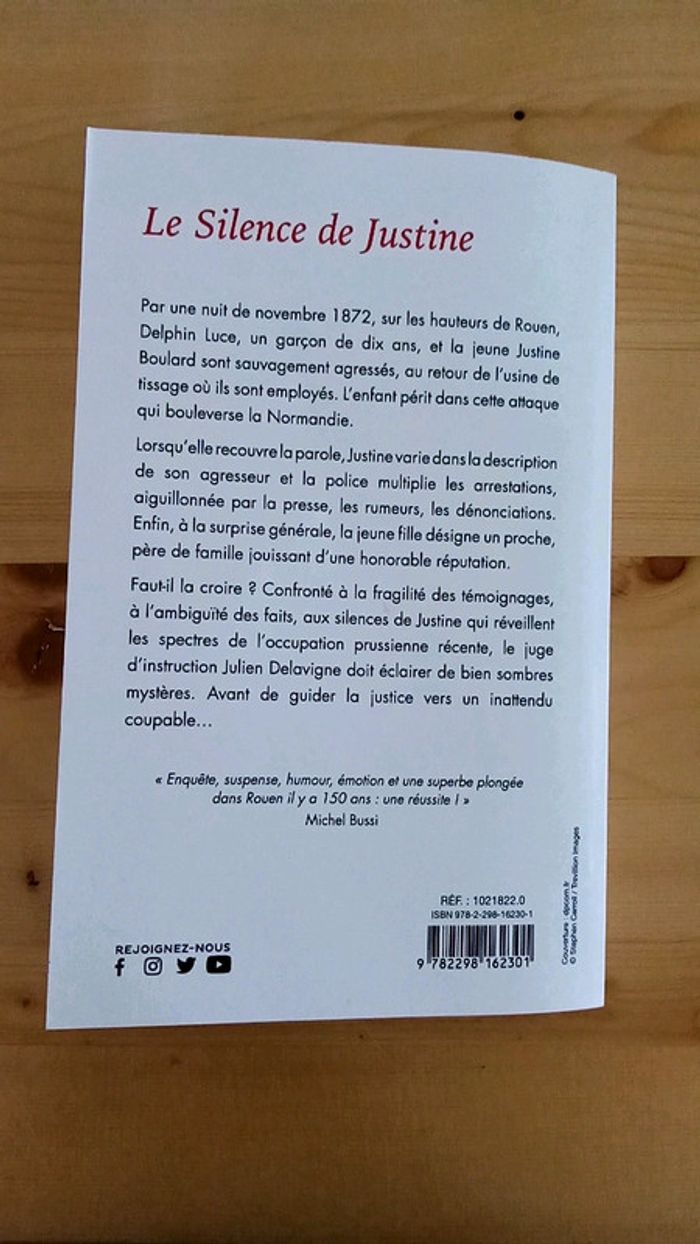 Le Silence de Justine
Par une nuit de novembre 1872, sur les hauteurs de Rouen,
Delphin Luce, un garçon de dix ans, et la jeune Justine
Boulard sont sauvagement agressés, au retour de l'usine de
tissage où ils sont employés. L'enfant périt dans cette attaque
qui bouleverse la Normandie.
Lorsqu'elle recouvre la parole, Justine varie dans la description
de son agresseur et la police multiplie les arrestations,
aiguillonnée par la presse, les rumeurs, les dénonciations.
Enfin, à la surprise générale, la jeune fille désigne un proche,
père de famille jouissant d'une honorable réputation.
Faut-il la croire ? Confronté à la fragilité des témoignages,
à l'ambiguïté des faits, aux silences de Justine qui réveillent
les spectres de l'occupation prussienne récente, le juge
d'instruction Julien Delavigne doit éclairer de bien sombres
mystères. Avant de guider la justice vers un inattendu
coupable...
« Enquête, suspense, humour, émotion et une superbe plongée
dans Rouen il y a 150 ans : une réussite ! »
Michel Bussi
RÉF. : 1021822.0
ISBN 978-2-298-16230-1
9 782298 162301
REJOIGNEZ-NOUS
Couverture : dpcom.fr
© Stephen Carroll / Trevillion Images